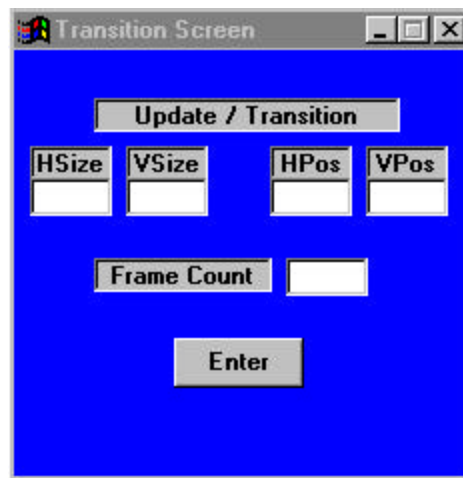 Transition Screen
Update / Transition
HSize VSize HPos VPos
Frame Count
Enter